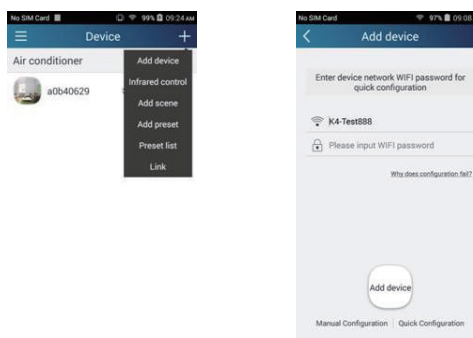 No SIM Card 99% 09:24 AM
Device
Air conditioner
a0b40629
Add device
Infrared control
Add scene
Add preset
Preset list
Link
No SIM Card 97% 09:08
Add device
Enter device network WIFI password for
quick configuration
K4-Test888
Please input WIFI password
Why does configuration fail?
Add device
Manual Configuration | Quick Configuration